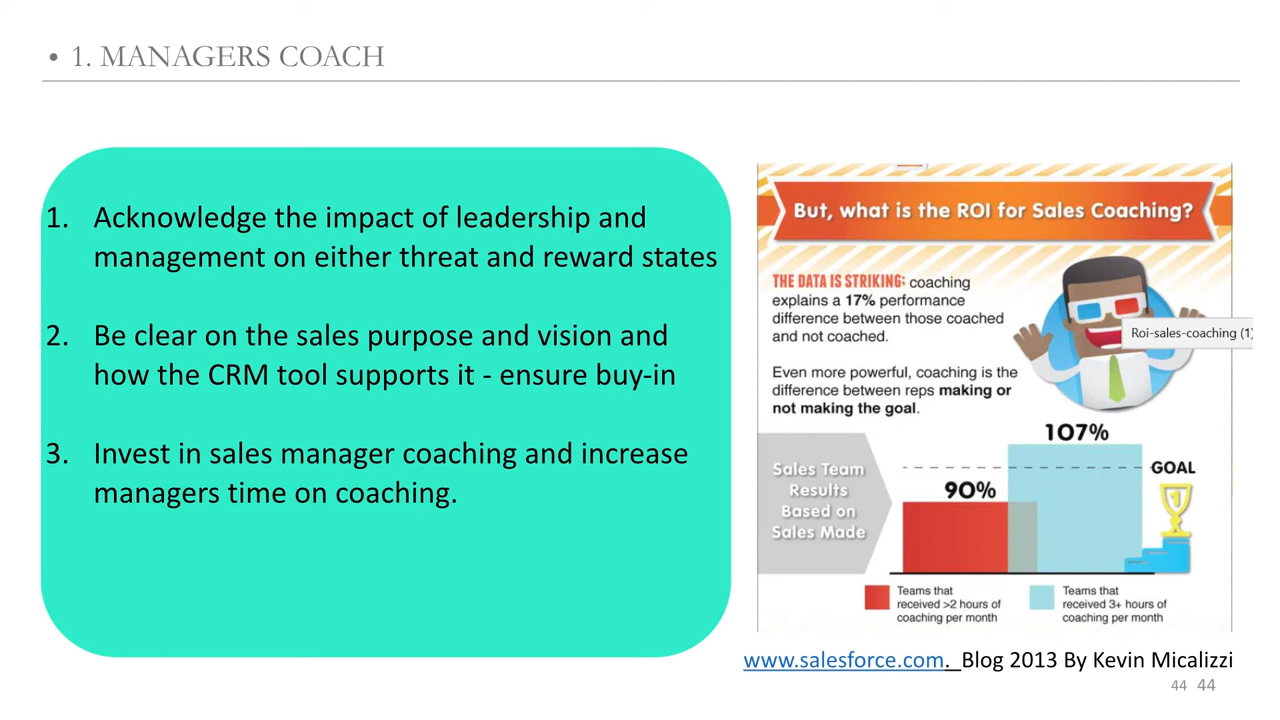 • 1. MANAGERS COACH
1. Acknowledge the impact of leadership and
management on either threat and reward states
2. Be clear on the sales purpose and vision and
how the CRM tool supports it - ensure buy-in
3. Invest in sales manager coaching and increase
managers time on coaching.
But, what is the ROI for Sales Coaching?
THE DATA IS STRIKING: coaching
explains a 17% performance
difference between those coached
and not coached.
Even more powerful, coaching is the
difference between reps making or
not making the goal.
Roi-sales-coaching (1)
Sales Team
Results
Based on
Sales Made
90%
107%
GOAL
1
Teams that
received >2 hours of
coaching per month
Teams that
received 3+ hours of
coaching per month
www.salesforce.com. Blog 2013 By Kevin Micalizzi
44 44